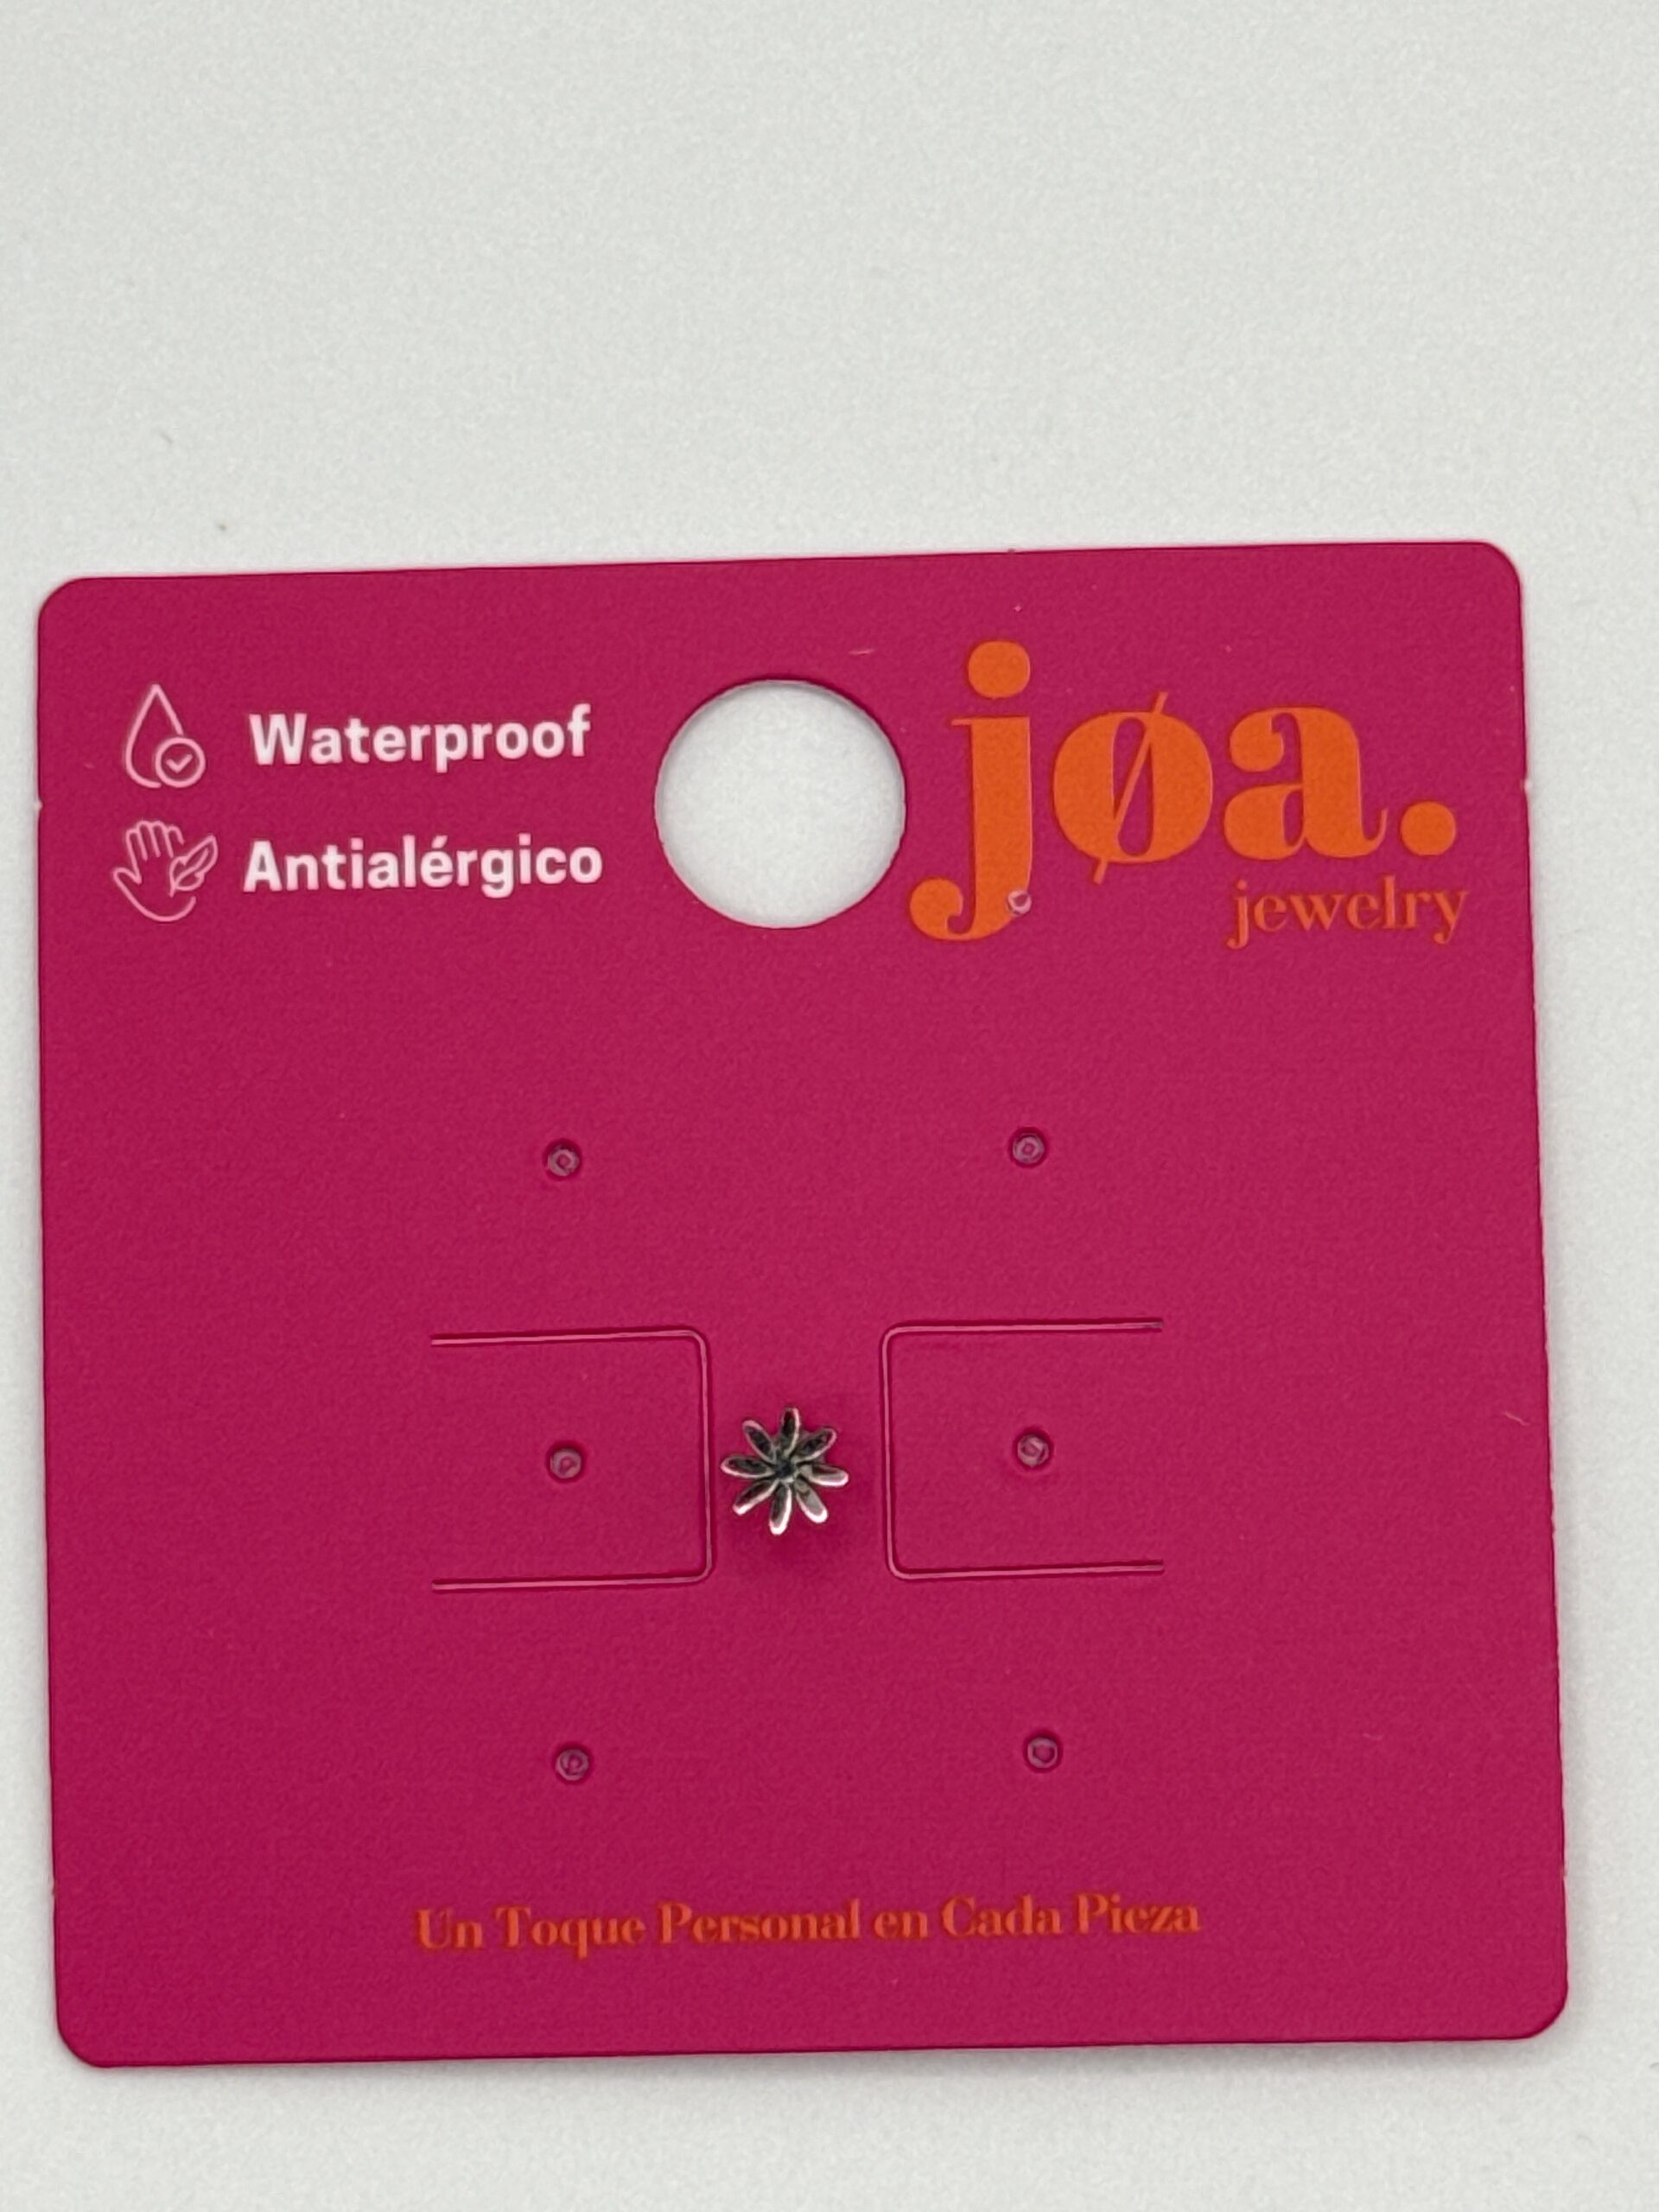 Waterproof
Antialérgico
jøa.
jewelry
Un Toque Personal en Cada Pieza